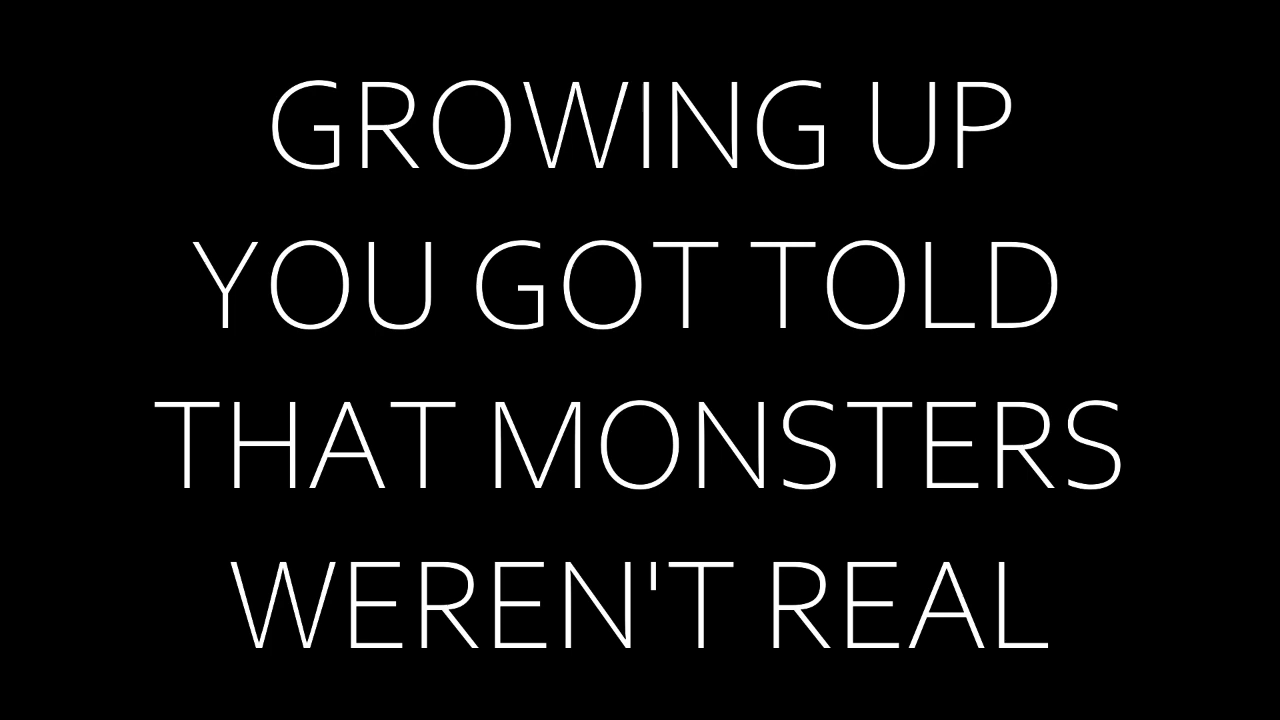 GROWING UP
YOU GOT TOLD
THAT MONSTERS
WEREN'T REAL